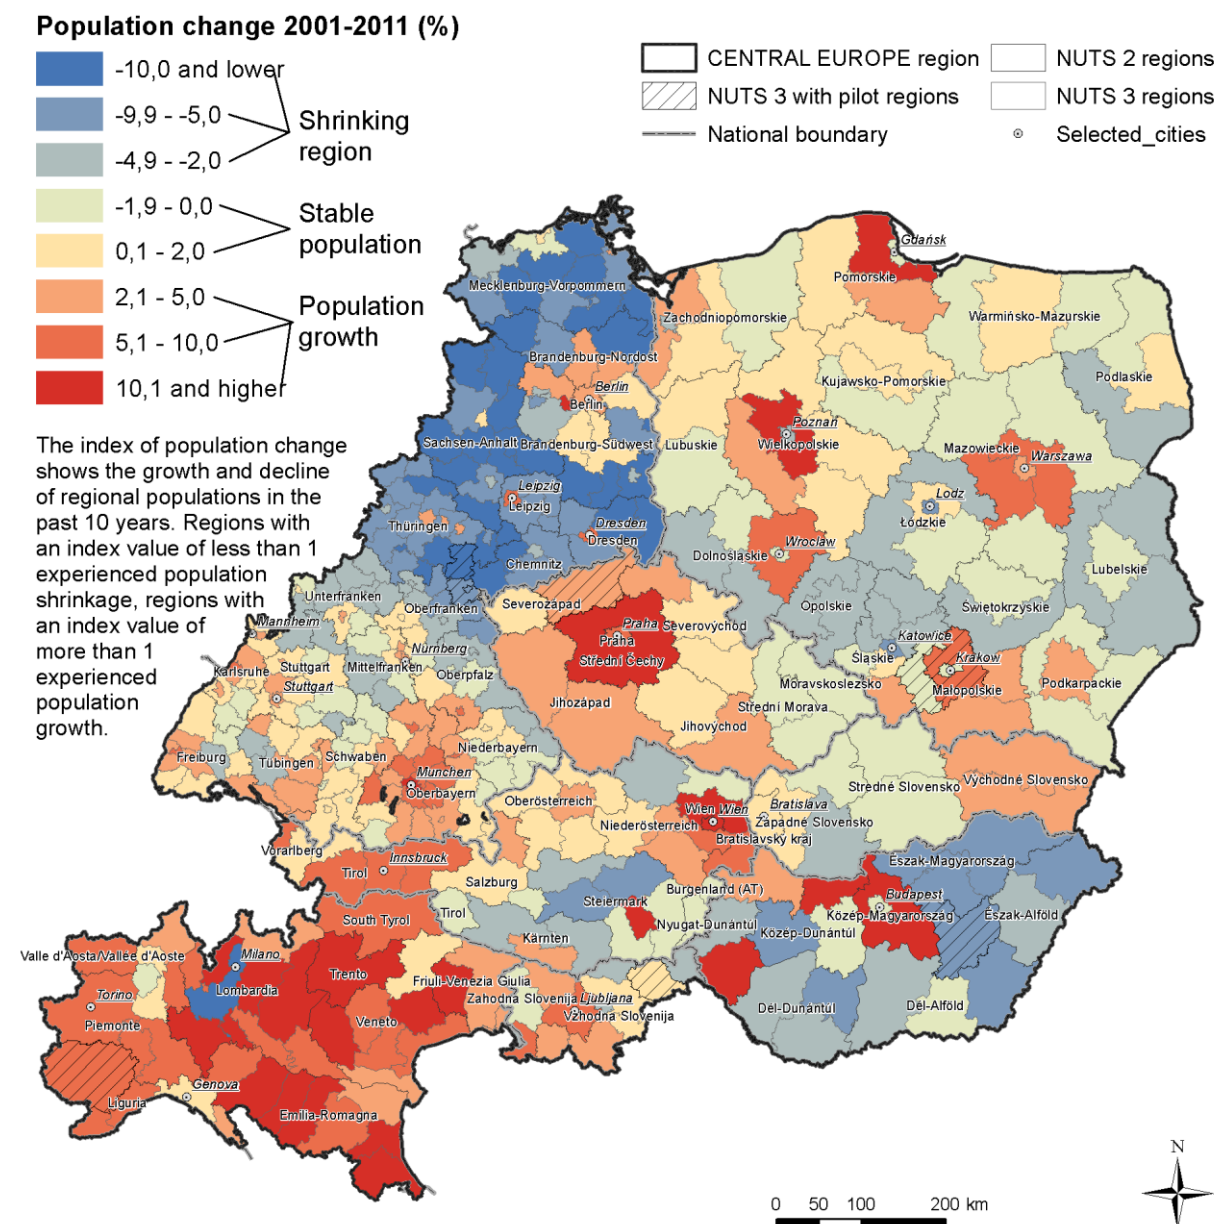 Population change 2001-2011 (%)
-10,0 and lower
-9,9 - -5,0
-4,9 - -2,0
-1,9 - 0,0
0,1 - 2,0
2,1 - 5,0
5,1 - 10,0
10,1 and higher
Shrinking
region
Stable
population
Population
growth
CENTRAL EUROPE region
NUTS 3 with pilot regions
National boundary
NUTS 2 regions
NUTS 3 regions
Selected_cities
The index of population change
shows the growth and decline
of regional populations in the
past 10 years. Regions with
an index value of less than 1
experienced population
shrinkage, regions with
an index value of
more than 1
experienced
population
growth.
Gdańsk
Pomorskie
Mecklenburg-Vorpommern
Zachodniopomorskie
Warmińsko-Mazurskie
Brandenburg-Nordost
Kujawsko-Pomorskie
Podlaskie
Berlin
Berlin
Poznań
Wielkopolskie
Sachsen-Anhalt
Brandenburg-Südwest
Lubuskie
Mazowieckie
Warszawa
Leipzig
Leipzig
Lodz
Łódzkie
Thüringen
Dresden
Dresden
Wroclaw
Dolnośląskie
Chemnitz
Lubelskie
Unterfranken
Oberfranken
Severozápad
Opolskie
Świętokrzyskie
Mannheim
Praha
Praha
Severovýchod
Katowice
Nürnberg
Střední Čechy
Śląskie
Krakow
Karlsruhe
Stuttgart
Mittelfranken
Oberpfalz
Moravskoslezsko
Małopolskie
Podkarpackie
Stuttgart
Jihozápad
Střední Morava
Jihovýchod
Freiburg
Tübingen
Schwaben
Niederbayern
München
Oberbayern
Východné Slovensko
Stredné Slovensko
Oberösterreich
Wien
Wien
Bratislava
Niederösterreich
Západné Slovensko
Bratislavský kraj
Vorarlberg
Innsbruck
Tirol
Salzburg
Észak-Magyarország
Burgenland (AT)
Budapest
Steiermark
South Tyrol
Tirol
Nyugat-Dunántúl
Közép-Magyarország
Észak-Alföld
Közép-Dunántúl
Kärnten
Valle d'Aosta/Vallée d'Aoste
Milano
Trento
Friuli-Venezia Giulia
Lombardia
Zahodna Slovenija
Ljubljana
Torino
Dél-Dunántúl
Dél-Alföld
Piemonte
Veneto
Vzhodna Slovenija
Genova
Liguria
Emilia-Romagna
N
0 50 100 200 km